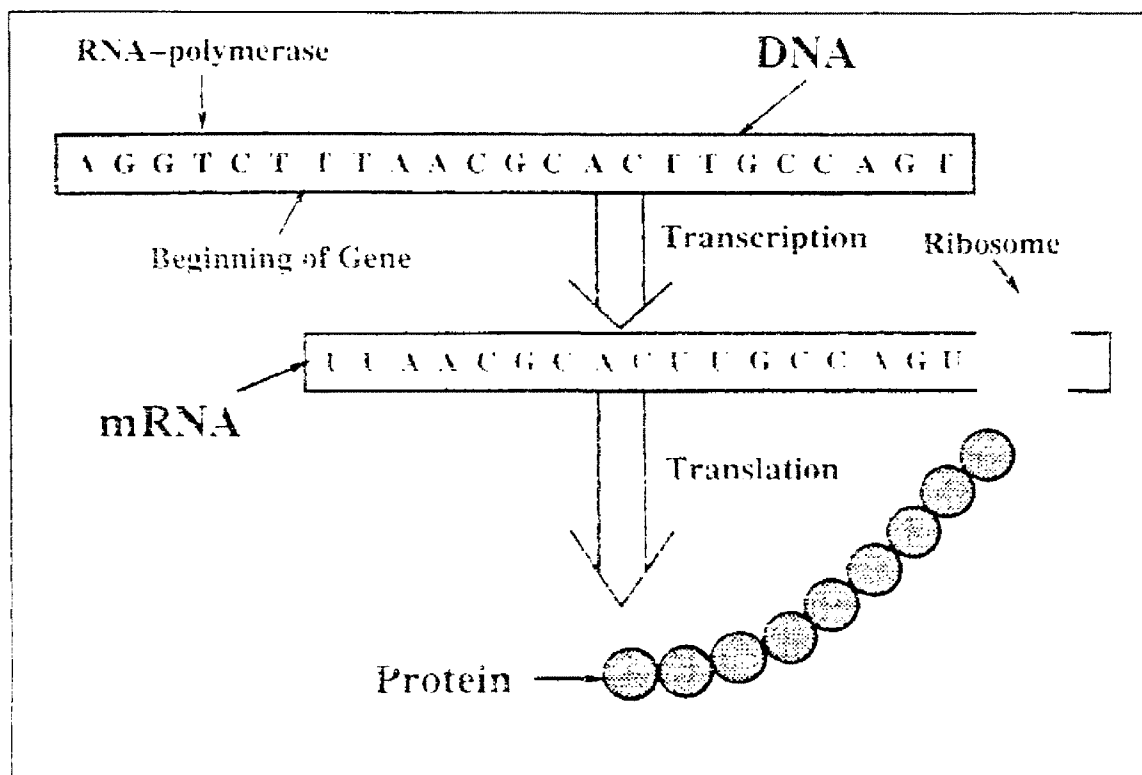 RNA-polymerase
DNA
A G G T C T T T A A C G C A C T T G C C A G T
Beginning of Gene
Transcription
Ribosome
U U A A C G C A C U U G C C A G U
mRNA
Translation
Protein